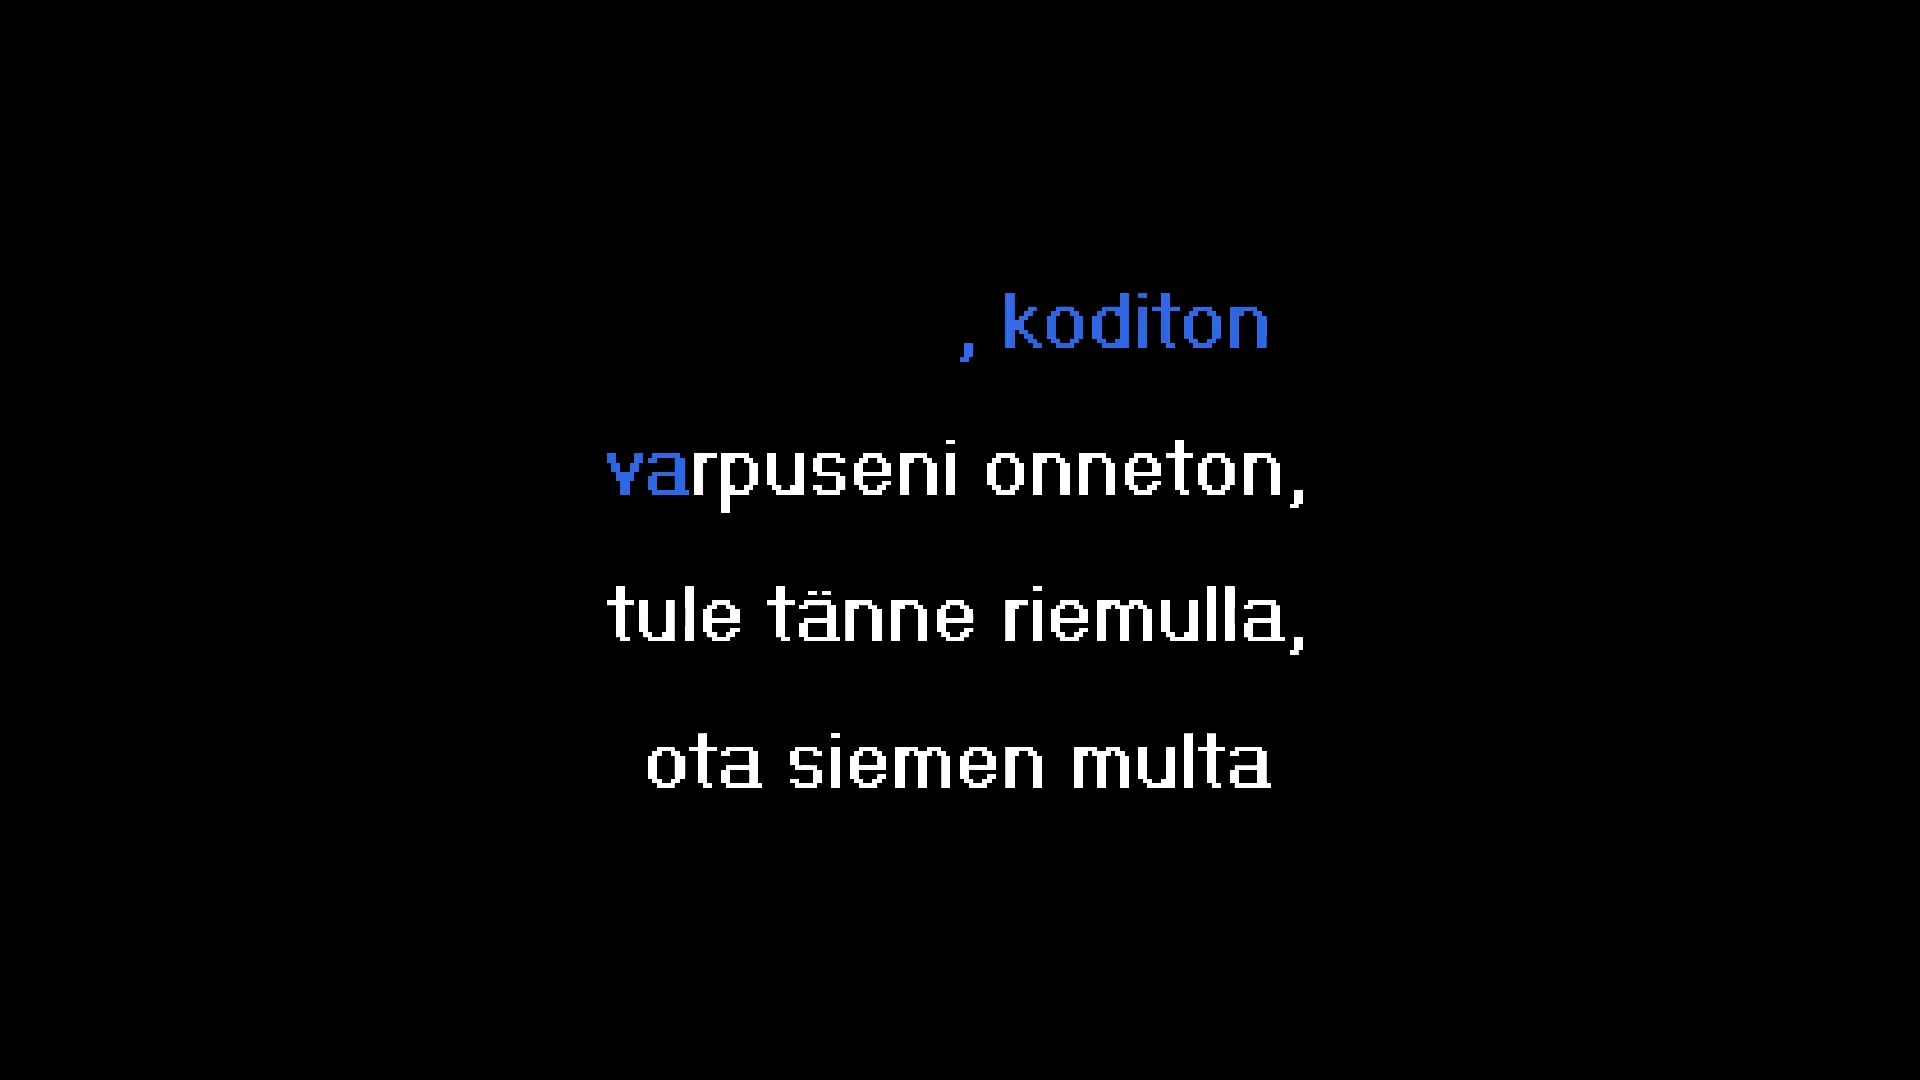 , koditon
varpuseni onneton,
tule tänne riemulla,
ota siemen multa